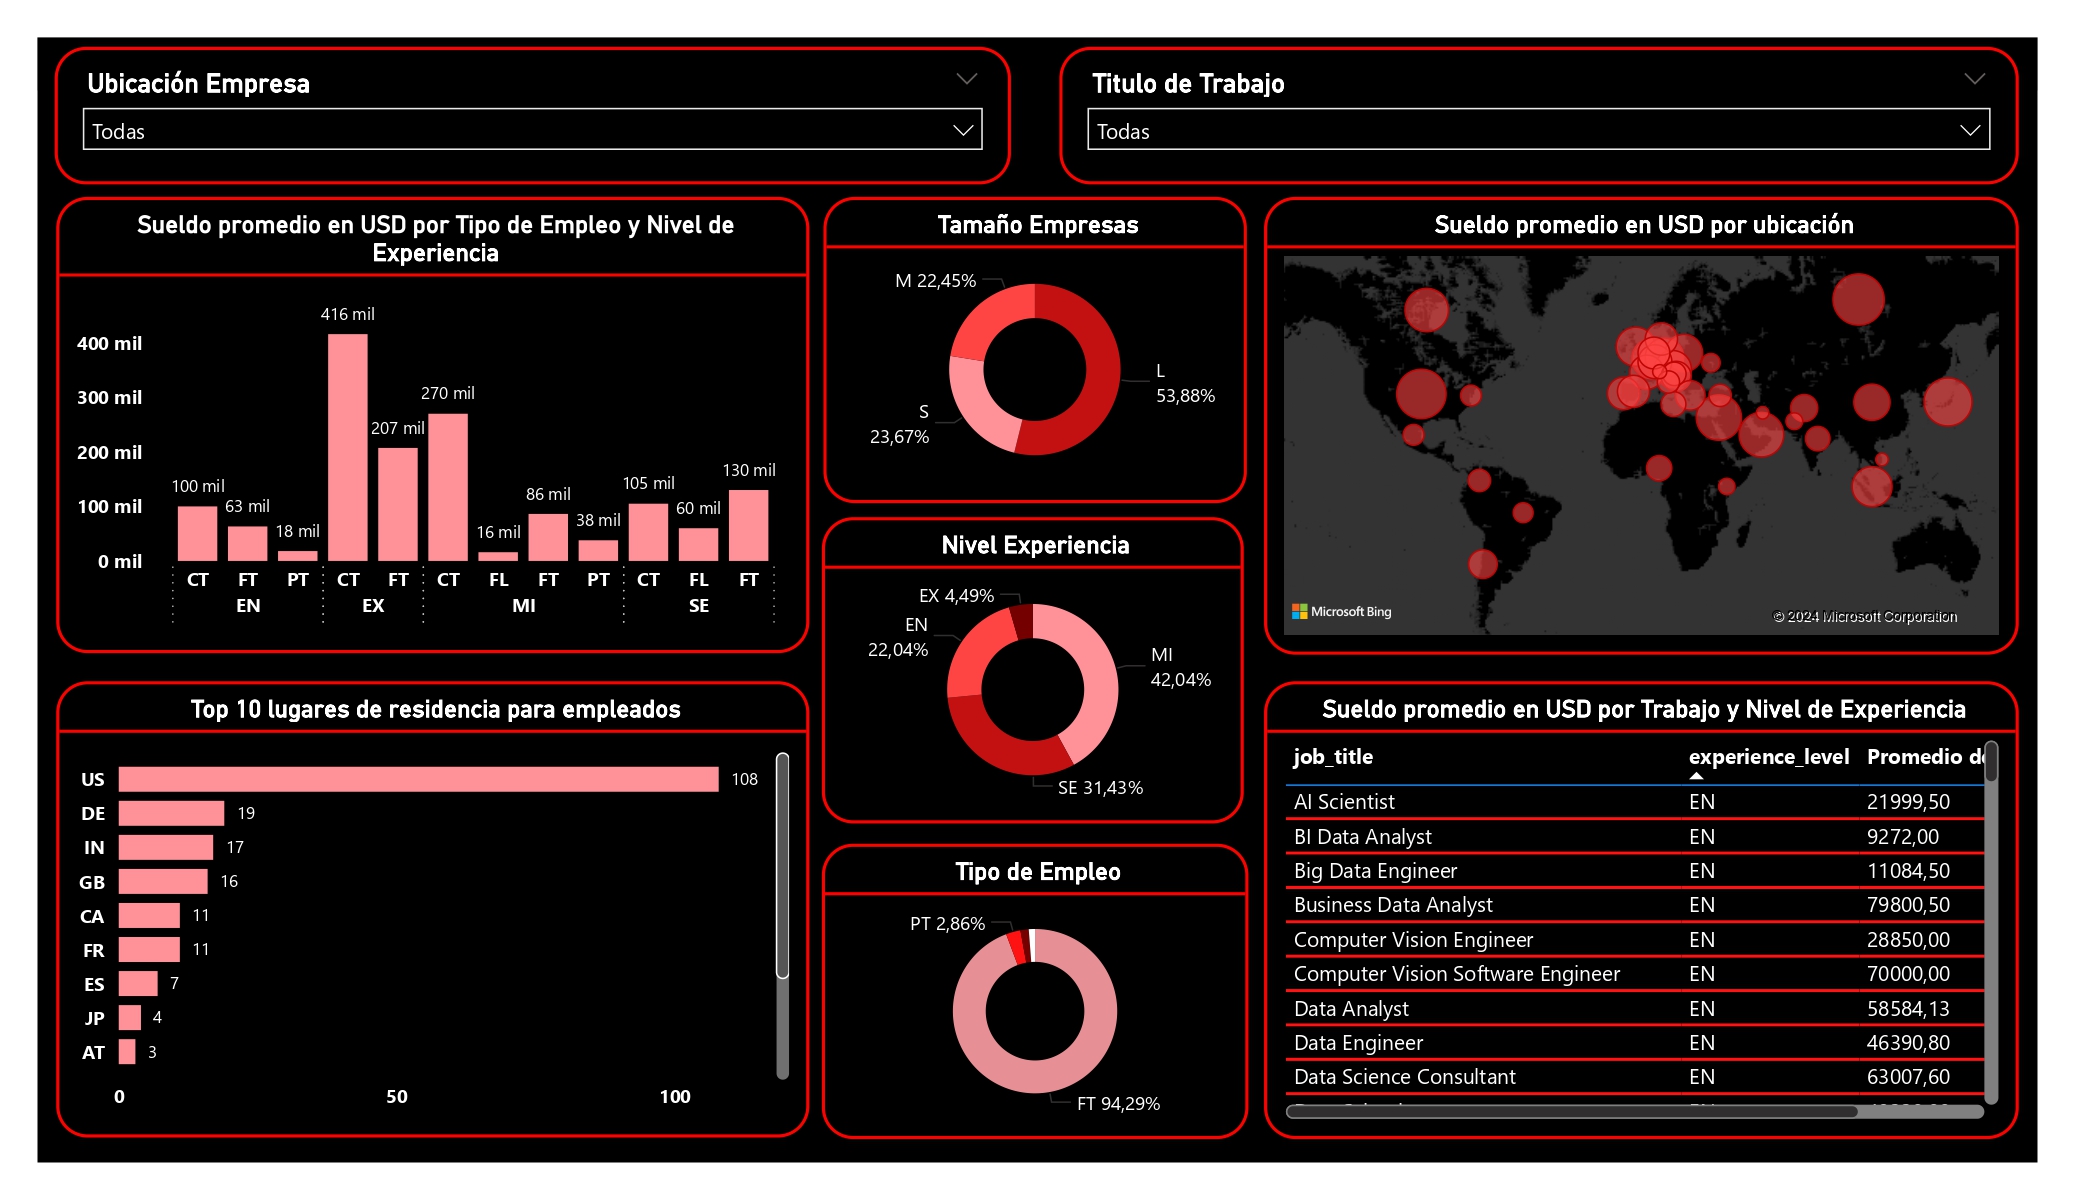 Ubicación Empresa
Todas
Titulo de Trabajo
Todas
Sueldo promedio en USD por Tipo de Empleo y Nivel de
Experiencia
400 mil
300 mil
200 mil
100 mil
0 mil
100 mil
63 mil
18 mil
416 mil
207 mil
270 mil
16 mil
86 mil
38 mil
105 mil
60 mil
130 mil
CT FT PT CT FT CT FL FT PT CT FL FT
EN EX MI SE
Tamaño Empresas
M 22,45%
L
53,88%
S
23,67%
Sueldo promedio en USD por ubicación
Microsoft Bing
© 2024 Microsoft Corporation
Nivel Experiencia
EX 4,49%
EN
22,04%
MI
42,04%
SE 31,43%
Top 10 lugares de residencia para empleados
US 108
DE 19
IN 17
GB 16
CA 11
FR 11
ES 7
JP 4
AT 3
0 50 100
Tipo de Empleo
PT 2,86%
FT 94,29%
Sueldo promedio en USD por Trabajo y Nivel de Experiencia
job_title experience_level Promedio de
AI Scientist EN 21999,50
BI Data Analyst EN 9272,00
Big Data Engineer EN 11084,50
Business Data Analyst EN 79800,50
Computer Vision Engineer EN 28850,00
Computer Vision Software Engineer EN 70000,00
Data Analyst EN 58584,13
Data Engineer EN 46390,80
Data Science Consultant EN 63007,60